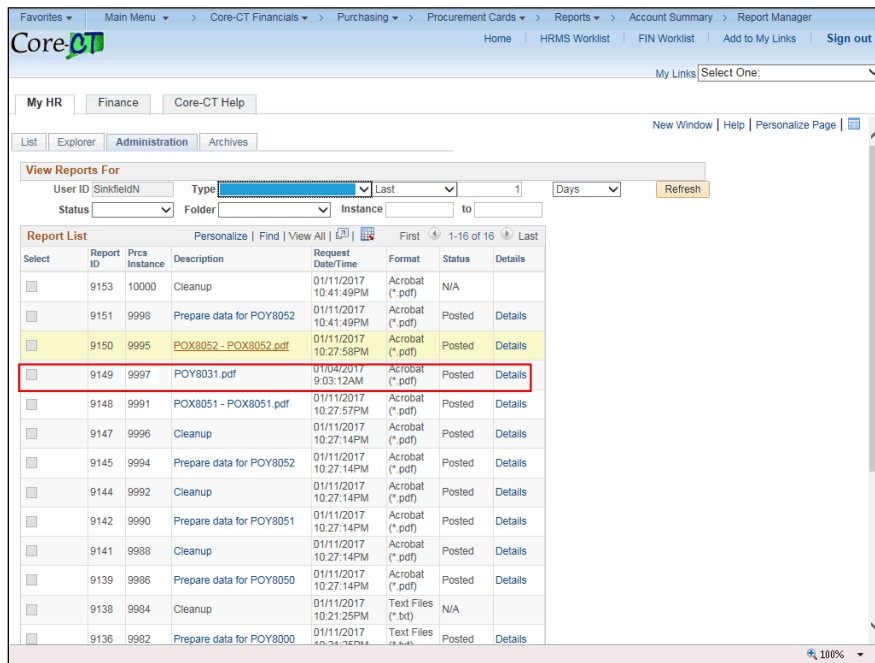 Favorites Main Menu > Core-CT Financials > Purchasing > Procurement Cards > Reports > Account Summary > Report Manager
Core-CT
Home HRMS Worklist FIN Worklist Add to My Links Sign out
My Links Select One:
My HR Finance Core-CT Help
New Window | Help | Personalize Page |
List Explorer Administration Archives
View Reports For
User ID SinkfieldN Type Last 1 Days Refresh
Status Folder Instance to
Report List Personalize | Find | View All | First 1-16 of 16 Last
Select Report ID Prcs Instance Description Request Date/Time Format Status Details
9153 10000 Cleanup 01/11/2017 10:41:49PM Acrobat (*.pdf) N/A
9151 9998 Prepare data for POY8052 01/11/2017 10:41:49PM Acrobat (*.pdf) Posted Details
9150 9995 POX8052 - POX8052.pdf 01/11/2017 10:27:58PM Acrobat (*.pdf) Posted Details
9149 9997 POY8031.pdf 01/04/2017 9:03:12AM Acrobat (*.pdf) Posted Details
9148 9991 POX8051 - POX8051.pdf 01/11/2017 10:27:57PM Acrobat (*.pdf) Posted Details
9147 9996 Cleanup 01/11/2017 10:27:14PM Acrobat (*.pdf) Posted Details
9145 9994 Prepare data for POY8052 01/11/2017 10:27:14PM Acrobat (*.pdf) Posted Details
9144 9992 Cleanup 01/11/2017 10:27:14PM Acrobat (*.pdf) Posted Details
9142 9990 Prepare data for POY8051 01/11/2017 10:27:14PM Acrobat (*.pdf) Posted Details
9141 9988 Cleanup 01/11/2017 10:27:14PM Acrobat (*.pdf) Posted Details
9139 9986 Prepare data for POY8050 01/11/2017 10:27:14PM Acrobat (*.pdf) Posted Details
9138 9984 Cleanup 01/11/2017 10:21:25PM Text Files (*.txt) N/A
9136 9982 Prepare data for POY8000 01/11/2017 Text Files Posted Details
100%